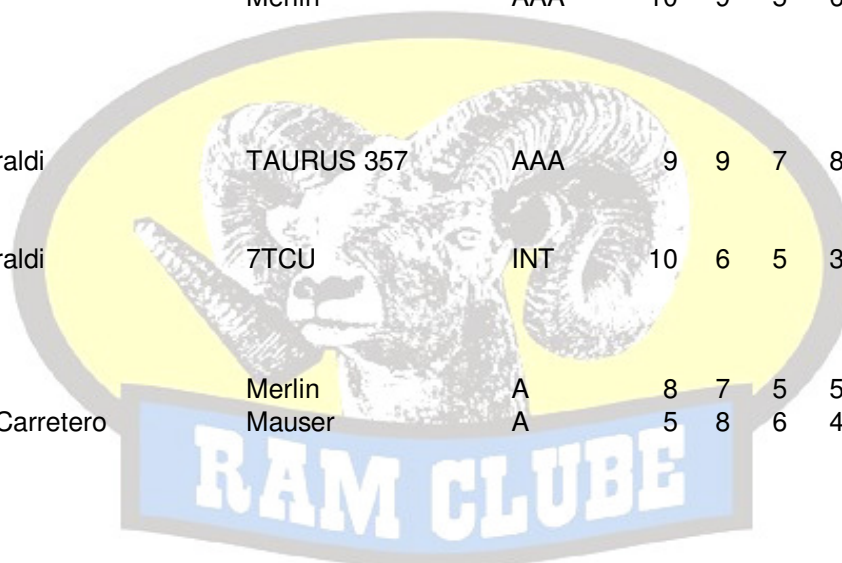 Merlin AAA 10 9 5
raldi TAURUS 357 AAA 9 9 7 8
raldi 7TCU INT 10 6 5 3
Merlin A 8 7 5 5
Carretero Mauser A 5 8 6 4
RAM CLUBE